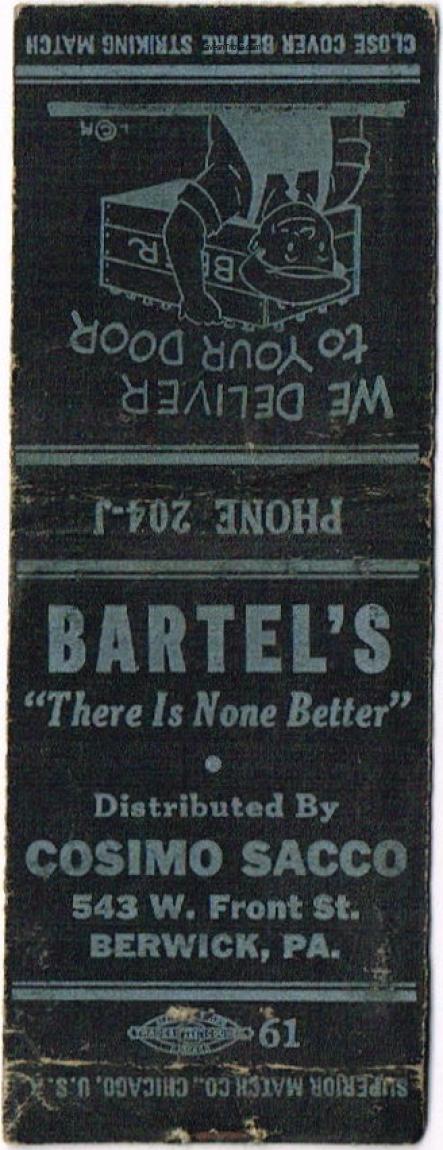 CLOSE COVER BEFORE STRIKING MATCH
L©M
WE DELIVER
to YOUR DOOR
PHONE 204-J
BARTEL'S
"There Is None Better"
•
Distributed By
COSIMO SACCO
543 W. Front St.
BERWICK, PA.
61
SUPERIOR MATCH CO., CHICAGO, U.S.A.